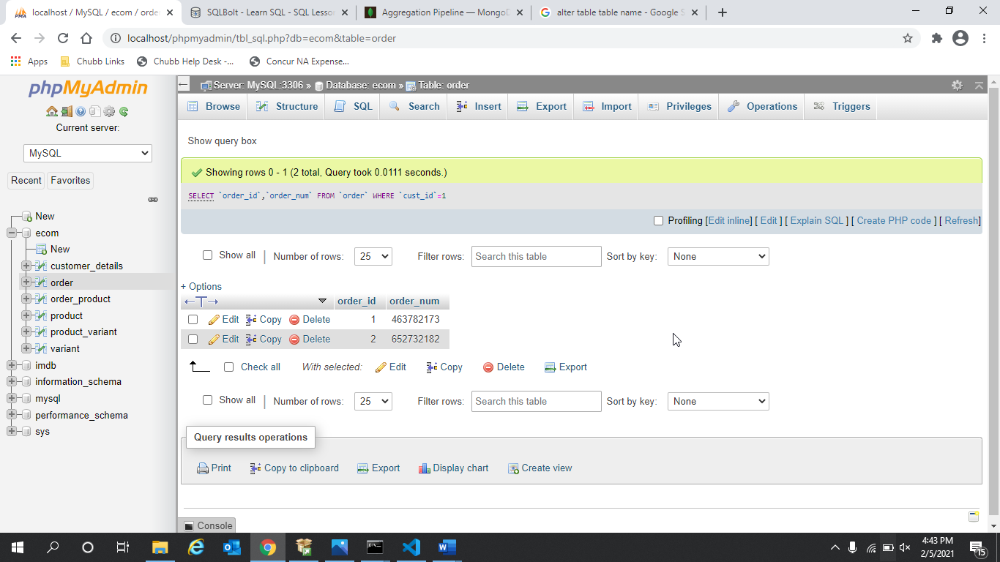 localhost / MySQL / ecom / orde
SQLBolt - Learn SQL - SQL Lesson
Aggregation Pipeline — MongoD
alter table table name - Google S
localhost/phpmyadmin/tbl_sql.php?db=ecom&table=order
Apps Chubb Links Chubb Help Desk -... Concur NA Expense...
phpMyAdmin
Current server:
MySQL
Recent Favorites
New
ecom
New
customer_details
order
order_product
product
product_variant
variant
imdb
information_schema
mysql
performance_schema
sys
Server: MySQL:3306 » Database: ecom » Table: order
Browse Structure SQL Search Insert Export Import Privileges Operations Triggers
Show query box
Showing rows 0 - 1 (2 total, Query took 0.0111 seconds.)
SELECT `order_id`,`order_num` FROM `order` WHERE `cust_id`=1
Profiling [Edit inline] [ Edit ] [ Explain SQL ] [ Create PHP code ] [ Refresh]
Show all | Number of rows: 25 Filter rows: Search this table Sort by key: None
+ Options
←T→ order_id order_num
Edit Copy Delete 1 463782173
Edit Copy Delete 2 652732182
Check all With selected: Edit Copy Delete Export
Show all | Number of rows: 25 Filter rows: Search this table Sort by key: None
Query results operations
Print Copy to clipboard Export Display chart Create view
Console
4:43 PM
2/5/2021
15